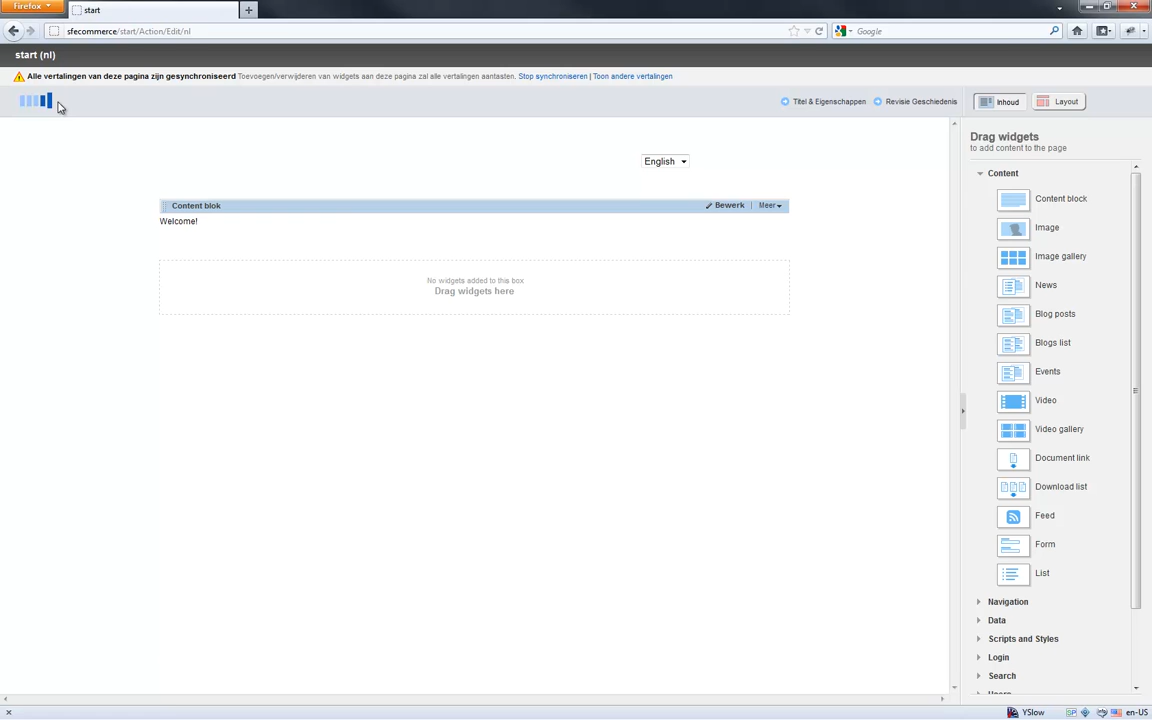 Firefox
start
sfecommerce/start/Action/Edit/nl
Google
start (nl)
Alle vertalingen van deze pagina zijn gesynchroniseerd Toevoegen/verwijderen van widgets aan deze pagina zal alle vertalingen aantasten. Stop synchroniseren | Toon andere vertalingen
Titel & Eigenschappen Revisie Geschiedenis Inhoud Layout
Drag widgets
to add content to the page
English
Content
Content block
Content blok Bewerk | Meer
Welcome!
Image
Image gallery
No widgets added to this box
Drag widgets here
News
Blog posts
Blogs list
Events
Video
Video gallery
Document link
Download list
Feed
Form
List
Navigation
Data
Scripts and Styles
Login
Search
YSlow SP en-US